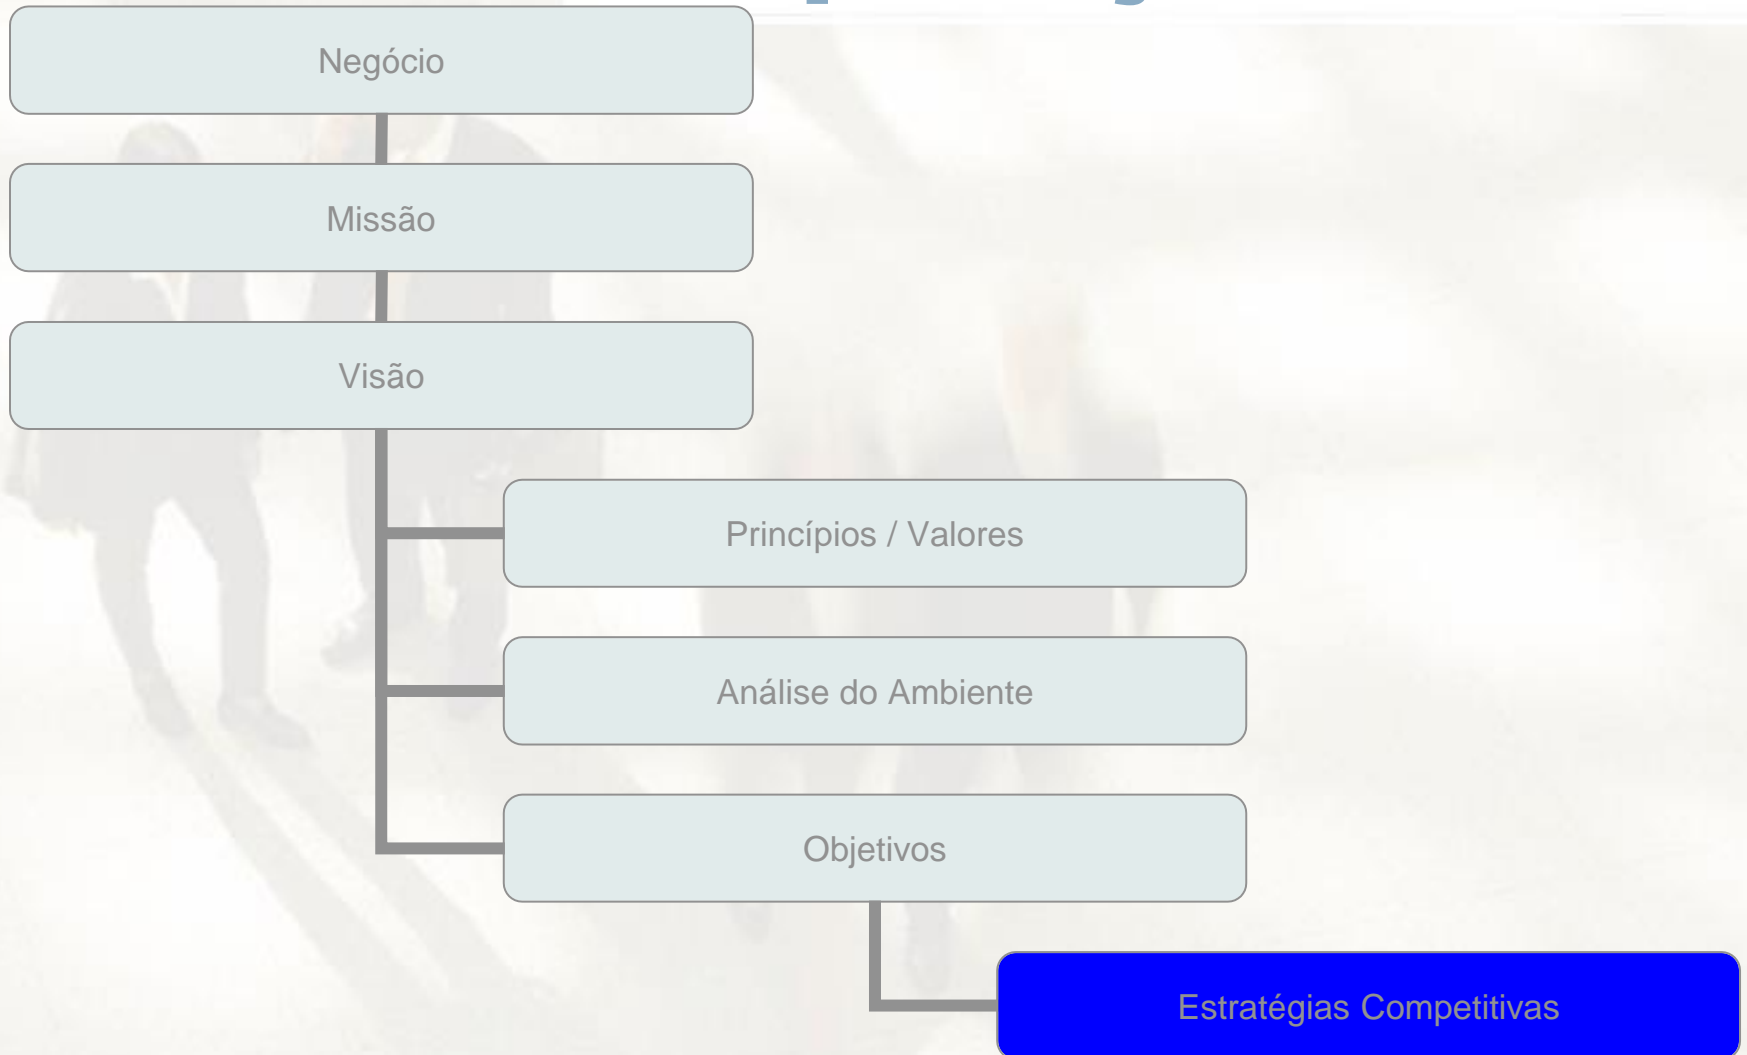 Negócio
Missão
Visão
Princípios / Valores
Análise do Ambiente
Objetivos
Estratégias Competitivas